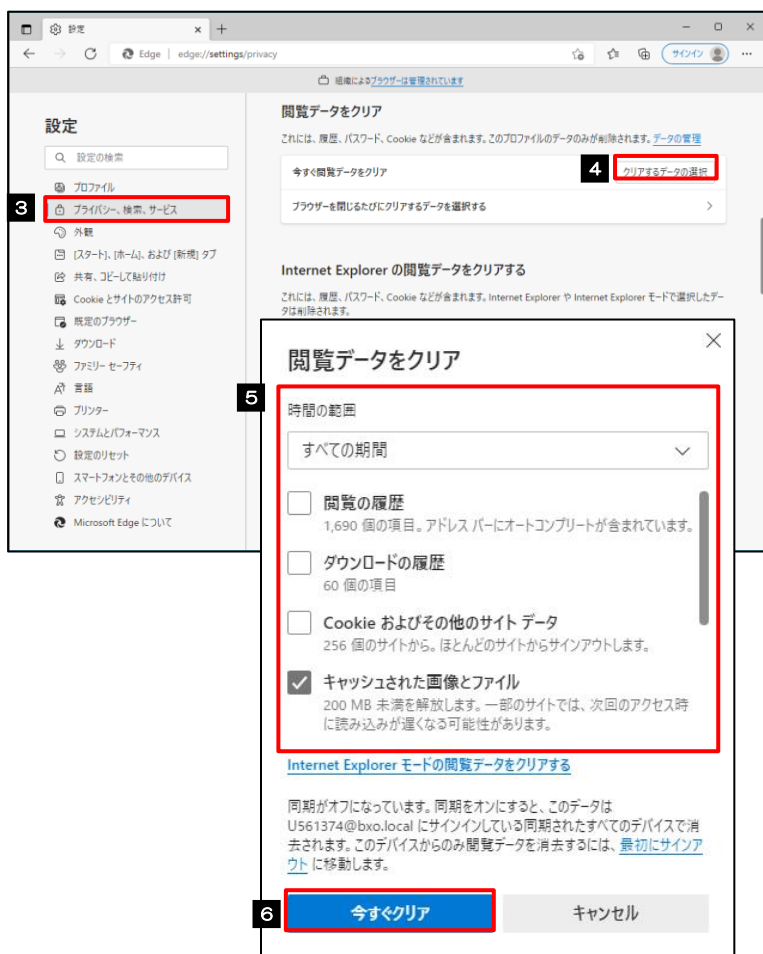 設定
Edge | edge://settings/privacy
サインイン
組織によるブラウザーは管理されています
設定
設定の検索
3
プロファイル
プライバシー、検索、サービス
外観
[スタート]、[ホーム]、および [新規] タブ
共有、コピーして貼り付け
Cookie とサイトのアクセス許可
既定のブラウザー
ダウンロード
ファミリー セーフティ
言語
プリンター
システムとパフォーマンス
設定のリセット
スマートフォンとその他のデバイス
アクセシビリティ
Microsoft Edge について
閲覧データをクリア
これには、履歴、パスワード、Cookie などが含まれます。このプロファイルのデータのみが削除されます。データの管理
今すぐ閲覧データをクリア
4
クリアするデータの選択
ブラウザーを閉じるたびにクリアするデータを選択する
Internet Explorer の閲覧データをクリアする
これには、履歴、パスワード、Cookie などが含まれます。Internet Explorer や Internet Explorer モードで選択したデー
タは削除されます。
閲覧データをクリア
5
時間の範囲
すべての期間
閲覧の履歴
1,690 個の項目。アドレス バーにオートコンプリートが含まれています。
ダウンロードの履歴
60 個の項目
Cookie およびその他のサイト データ
256 個のサイトから。ほとんどのサイトからサインアウトします。
キャッシュされた画像とファイル
200 MB 未満を解放します。一部のサイトでは、次回のアクセス時
に読み込みが遅くなる可能性があります。
Internet Explorer モードの閲覧データをクリアする
同期がオフになっています。同期をオンにすると、このデータは
U561374@bxo.local にサインインしている同期されたすべてのデバイスで消
去されます。このデバイスからのみ閲覧データを消去するには、最初にサインア
ウト に移動します。
6
今すぐクリア
キャンセル